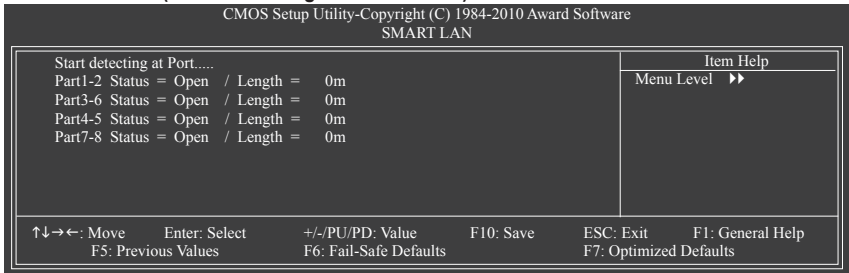 CMOS Setup Utility-Copyright (C) 1984-2010 Award Software
SMART LAN
Start detecting at Port.....
Part1-2 Status = Open / Length = 0m
Part3-6 Status = Open / Length = 0m
Part4-5 Status = Open / Length = 0m
Part7-8 Status = Open / Length = 0m
Item Help
Menu Level ▶▶
↑↓→←: Move Enter: Select +/-/PU/PD: Value F10: Save ESC: Exit F1: General Help
F5: Previous Values F6: Fail-Safe Defaults F7: Optimized Defaults